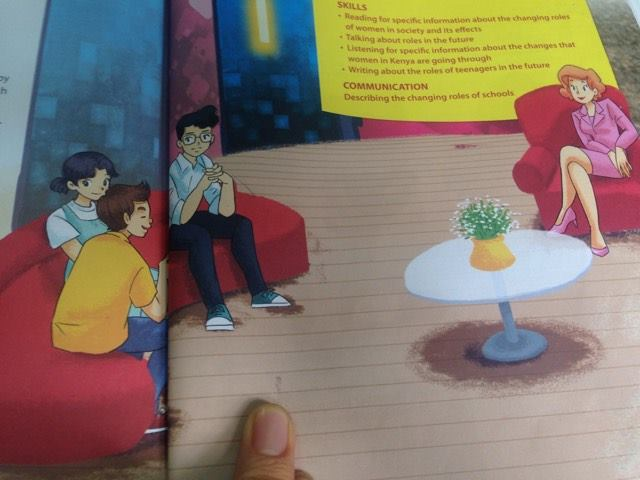 SKILLS
• Reading for specific information about the changing roles
of women in society and its effects
• Talking about roles in the future
• Listening for specific information about the changes that
women in Kenya are going through
• Writing about the roles of teenagers in the future
COMMUNICATION
Describing the changing roles of schools